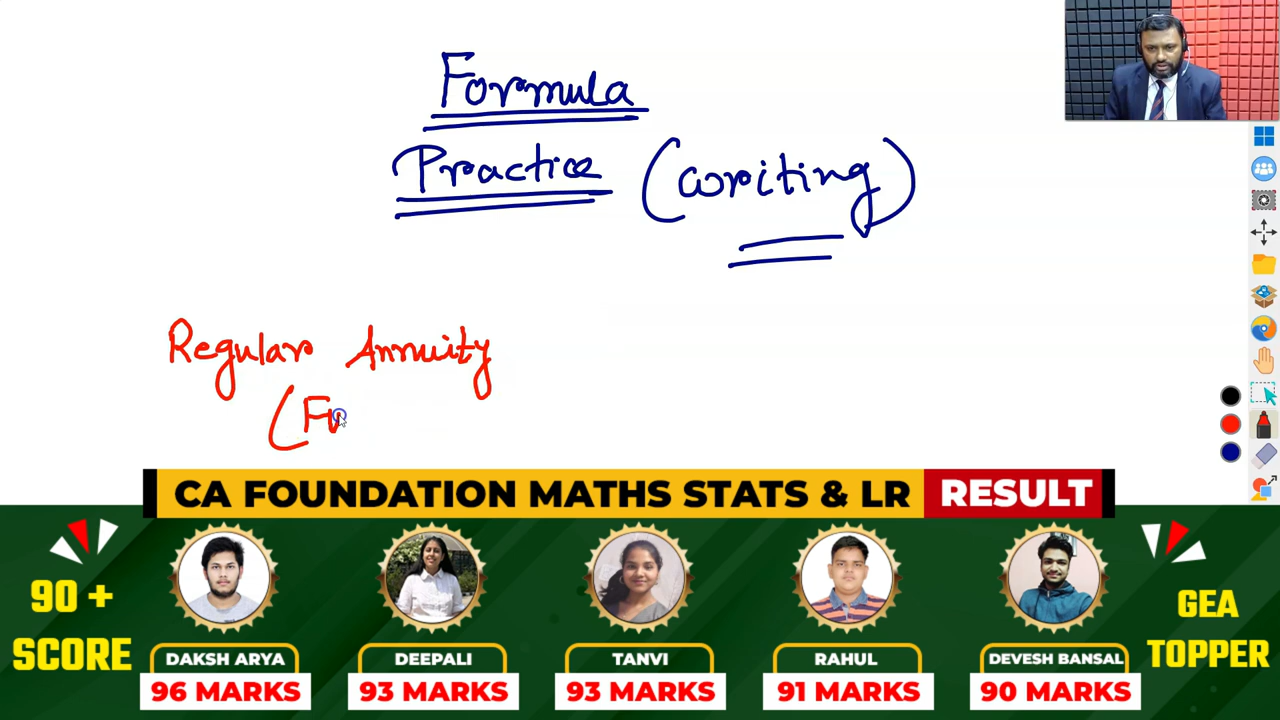 Formula
Practice (writing)
Regular Annuity
(Fu
CA FOUNDATION MATHS STATS & LR RESULT
90 +
SCORE
DAKSH ARYA
96 MARKS
DEEPALI
93 MARKS
TANVI
93 MARKS
RAHUL
91 MARKS
DEVESH BANSAL
90 MARKS
GEA
TOPPER